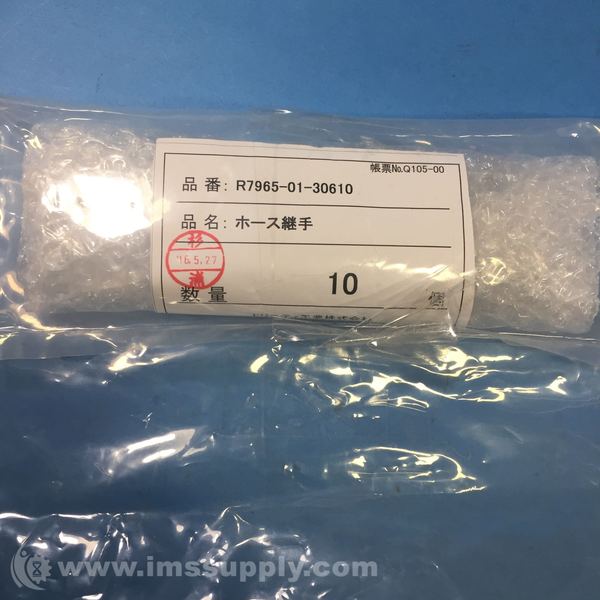 帳票No.Q105-00
品番: R7965-01-30610
品名: ホース継手
杉
'16.5.27
浦
数量 10 個
www.imssupply.com